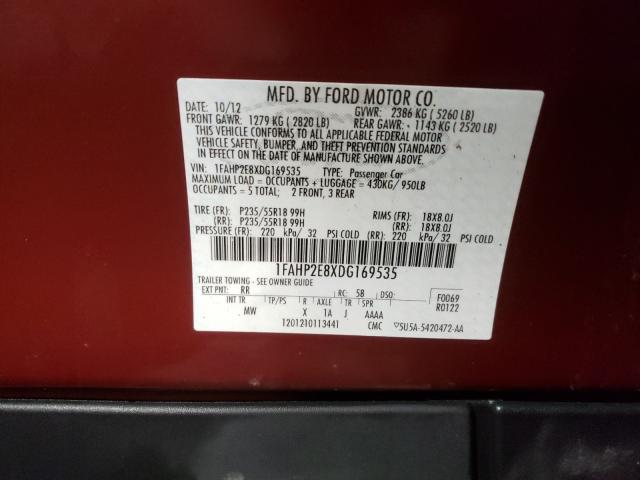 MFD. BY FORD MOTOR CO.
DATE: 10/12 GVWR: 2386 KG ( 5260 LB)
FRONT GAWR: 1279 KG ( 2820 LB) REAR GAWR: 1143 KG ( 2520 LB)
THIS VEHICLE CONFORMS TO ALL APPLICABLE FEDERAL MOTOR
VEHICLE SAFETY, BUMPER, AND THEFT PREVENTION STANDARDS
IN EFFECT ON THE DATE OF MANUFACTURE SHOWN ABOVE.
VIN: 1FAHP2E8XDG169535 TYPE: Passenger Car
MAXIMUM LOAD = OCCUPANTS + LUGGAGE = 430KG/ 950LB
OCCUPANTS = 5 TOTAL; 2 FRONT, 3 REAR
TIRE (FR): P235/55R18 99H RIMS (FR): 18X8.0J
(RR): P235/55R18 99H (RR): 18X8.0J
PRESSURE (FR): 220 kPa/ 32 PSI COLD (RR): 220 kPa/ 32 PSI COLD
1FAHP2E8XDG169535
TRAILER TOWING - SEE OWNER GUIDE
EXT PNT: RR RC: 58 DSO: F0069
INT TR TP/PS R AXLE TR SPR R0122
MW X 1A J AAAA
1201210113441 CMC ▽5U5A-5420472-AA